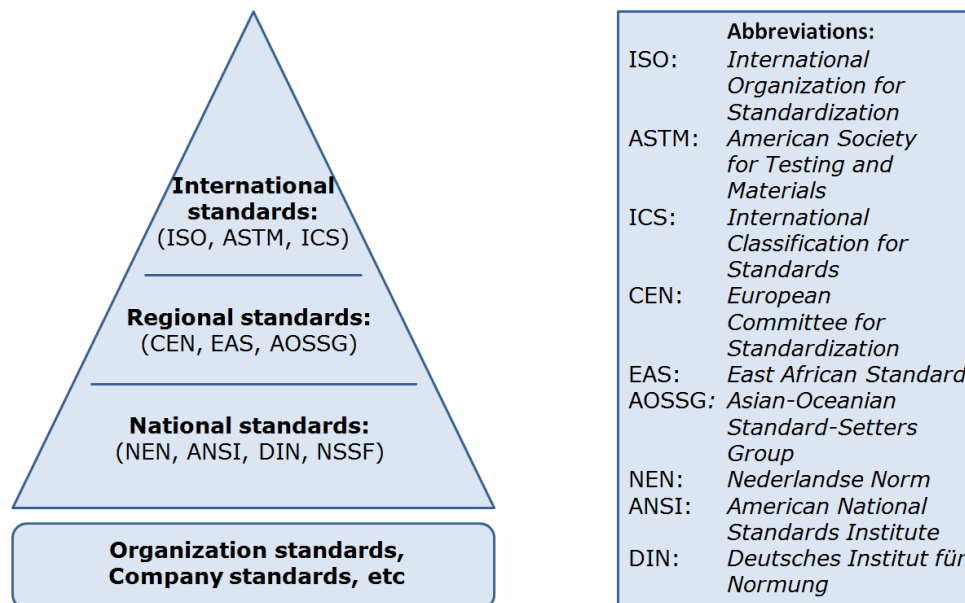 International
standards:
(ISO, ASTM, ICS)
Regional standards:
(CEN, EAS, AOSSG)
National standards:
(NEN, ANSI, DIN, NSSF)
Organization standards,
Company standards, etc
Abbreviations:
ISO: International
Organization for
Standardization
ASTM: American Society
for Testing and
Materials
ICS: International
Classification for
Standards
CEN: European
Committee for
Standardization
EAS: East African Standard
AOSSG: Asian-Oceanian
Standard-Setters
Group
NEN: Nederlandse Norm
ANSI: American National
Standards Institute
DIN: Deutsches Institut für
Normung